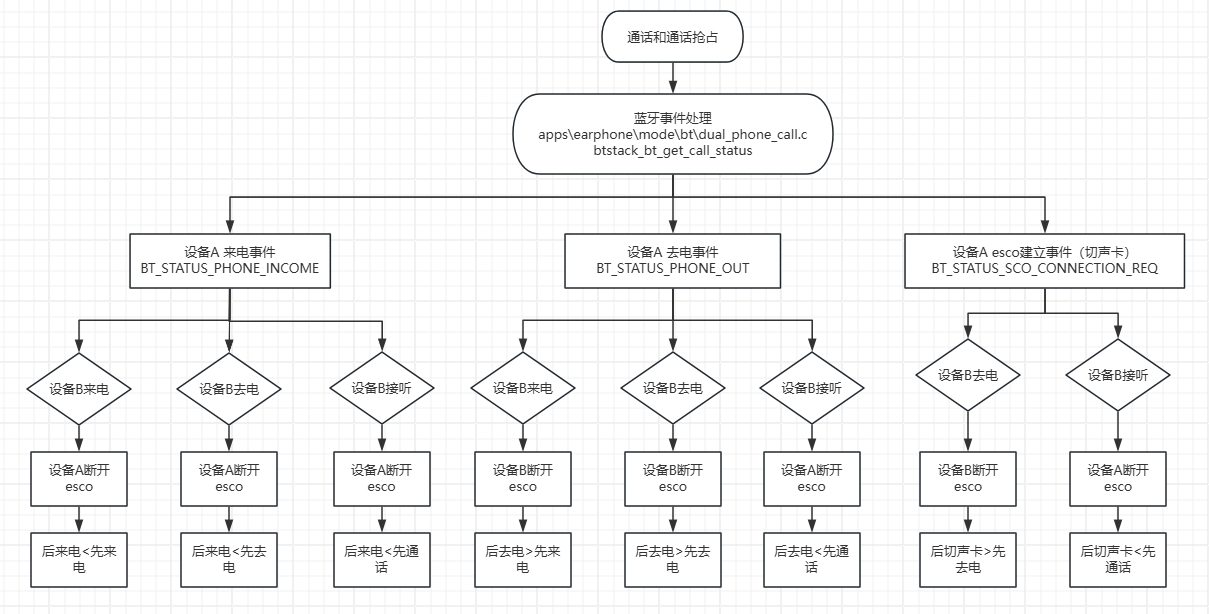 通话和通话抢占
蓝牙事件处理
apps\earphone\mode\bt\dual_phone_call.c
btstack_bt_get_call_status
设备A 来电事件
BT_STATUS_PHONE_INCOME
设备A 去电事件
BT_STATUS_PHONE_OUT
设备A esco建立事件（切声卡）
BT_STATUS_SCO_CONNECTION_REQ
设备B来电
设备B去电
设备B接听
设备B来电
设备B去电
设备B接听
设备B去电
设备B接听
设备A断开
esco
设备A断开
esco
设备A断开
esco
设备B断开
esco
设备B断开
esco
设备A断开
esco
设备B断开
esco
设备A断开
esco
后来电<先来
电
后来电<先去
电
后来电<先通
话
后去电>先来
电
后去电>先去
电
后去电<先通
话
后切声卡>先
去电
后切声卡<先
通话